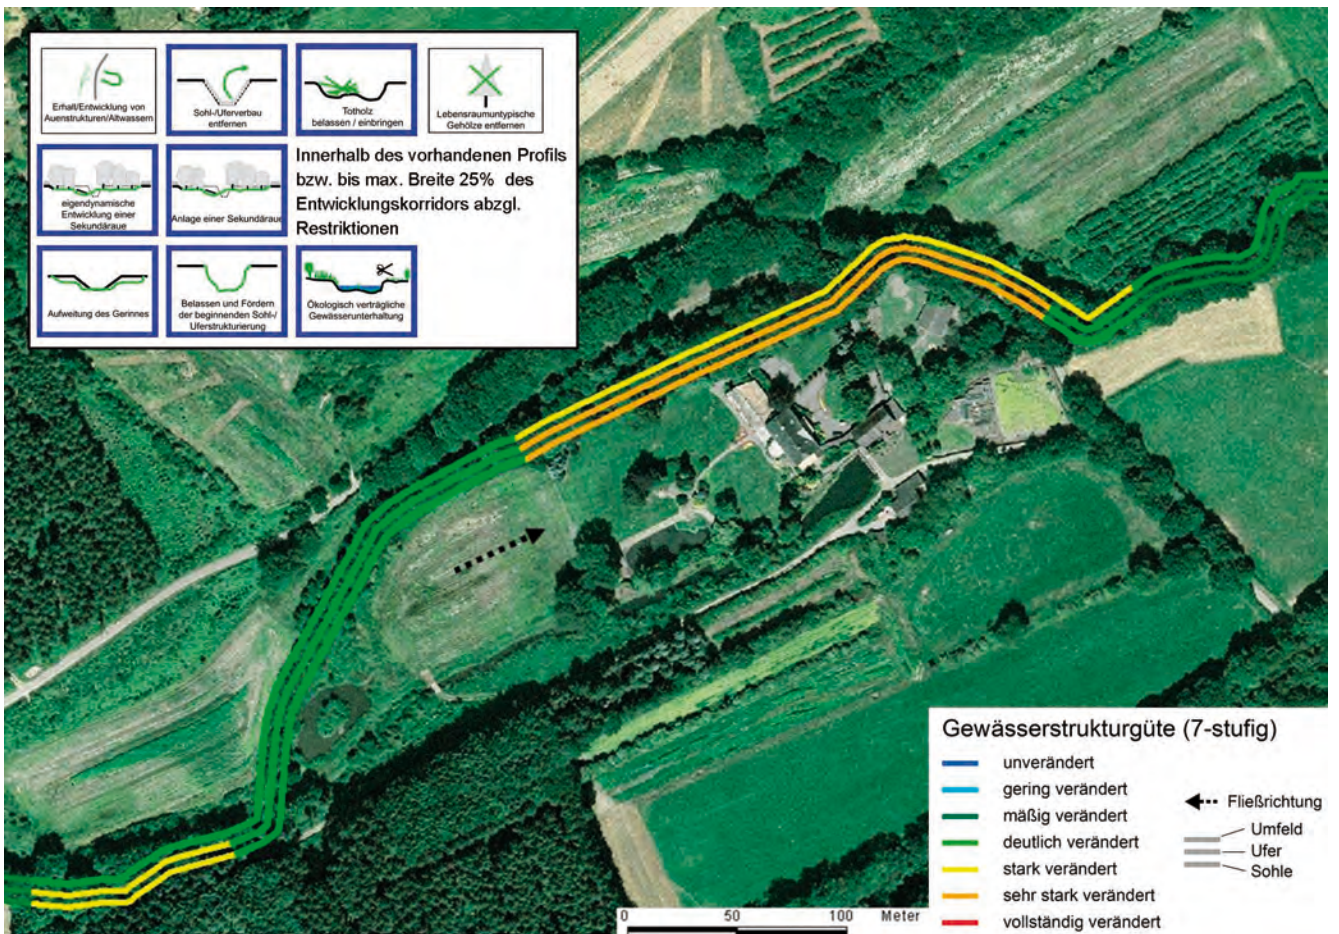 Erhalt/Entwicklung von
Auenstrukturen/Altwassern
Sohl-/Uferverbau
entfernen
Totholz
belassen / einbringen
Lebensraumuntypische
Gehölze entfernen
eigendynamische
Entwicklung einer
Sekundäraue
Anlage einer Sekundäraue
Innerhalb des vorhandenen Profils
bzw. bis max. Breite 25% des
Entwicklungskorridors abzgl.
Restriktionen
Aufweitung des Gerinnes
Belassen und Fördern
der beginnenden Sohl-/
Uferstrukturierung
Ökologisch verträgliche
Gewässerunterhaltung
Gewässerstrukturgüte (7-stufig)
unverändert
gering verändert
mäßig verändert
deutlich verändert
stark verändert
sehr stark verändert
vollständig verändert
Fließrichtung
Umfeld
Ufer
Sohle
0 50 100 Meter